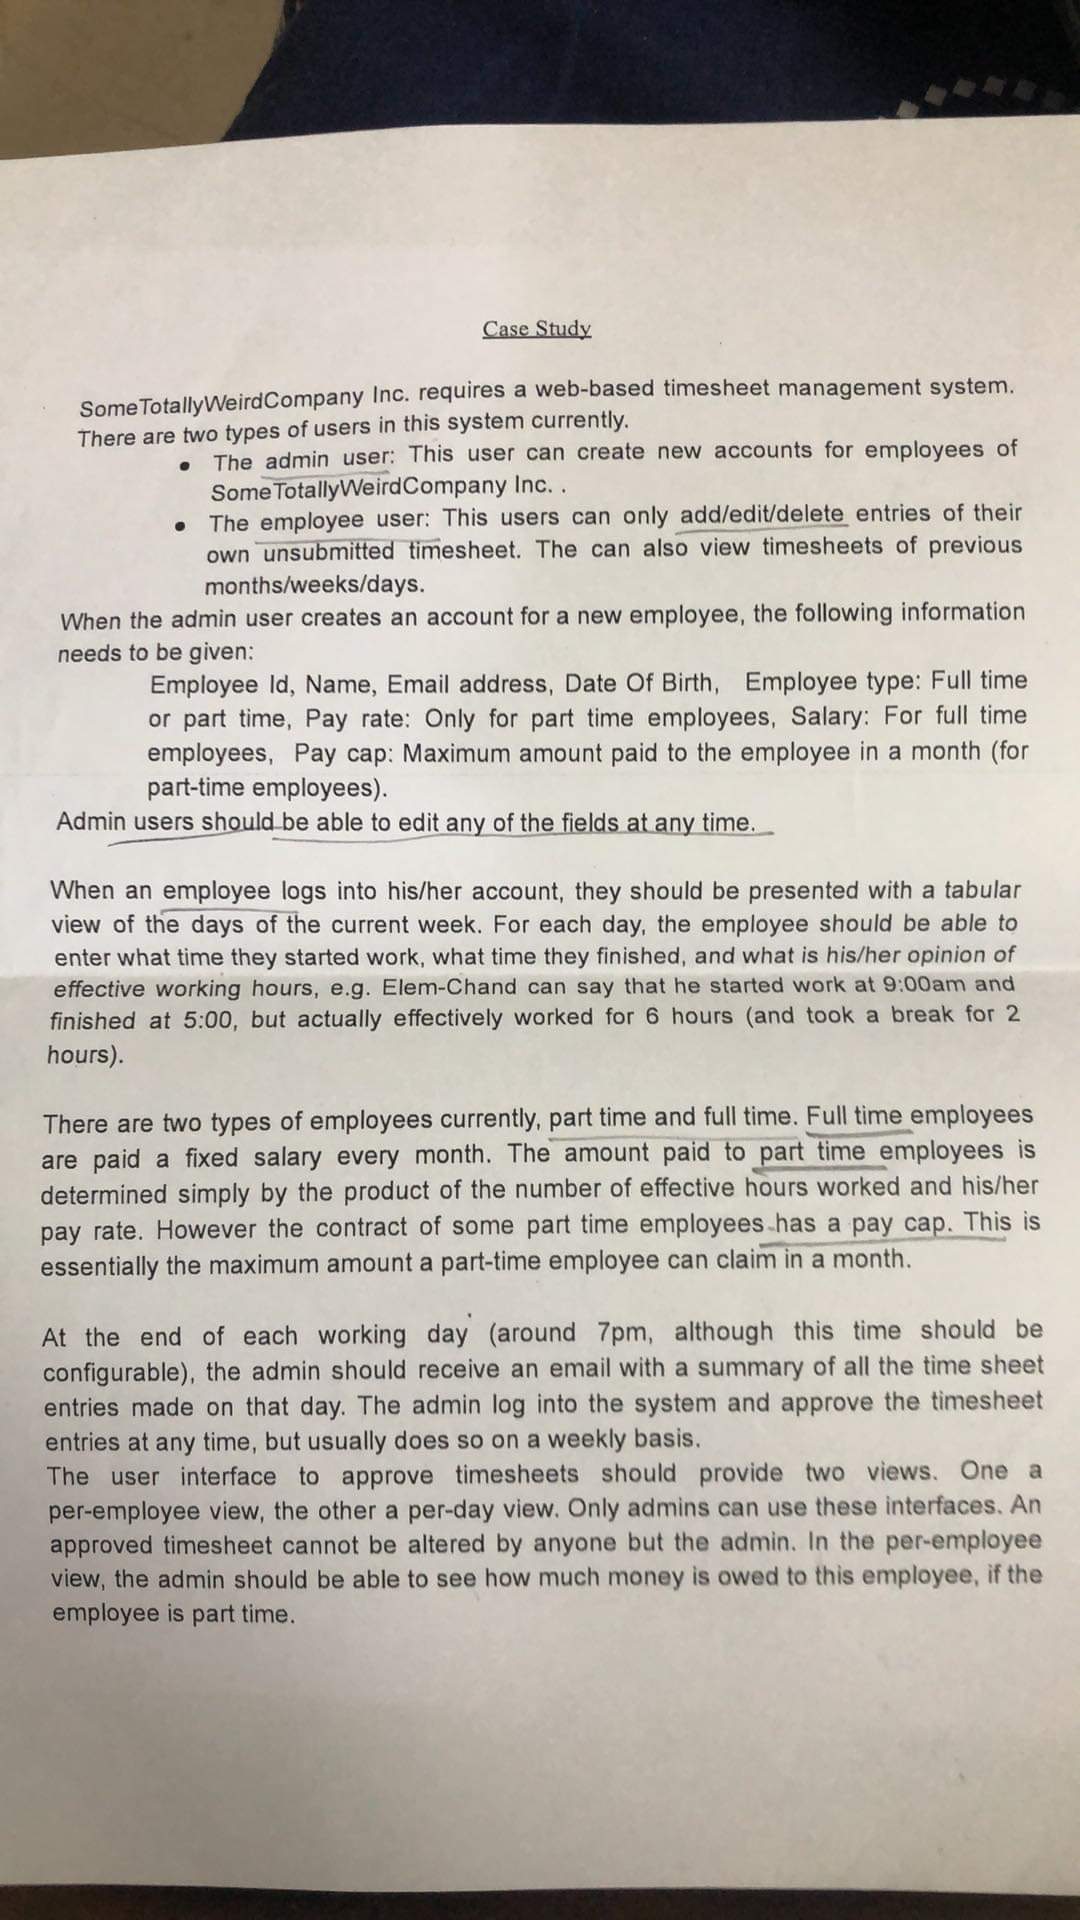 Case Study
SomeTotallyWeirdCompany Inc. requires a web-based timesheet management system.
There are two types of users in this system currently.
• The admin user: This user can create new accounts for employees of
SomeTotallyWeirdCompany Inc. .
• The employee user: This users can only add/edit/delete entries of their
own unsubmitted timesheet. The can also view timesheets of previous
months/weeks/days.
When the admin user creates an account for a new employee, the following information
needs to be given:
Employee Id, Name, Email address, Date Of Birth, Employee type: Full time
or part time, Pay rate: Only for part time employees, Salary: For full time
employees, Pay cap: Maximum amount paid to the employee in a month (for
part-time employees).
Admin users should be able to edit any of the fields at any time.
When an employee logs into his/her account, they should be presented with a tabular
view of the days of the current week. For each day, the employee should be able to
enter what time they started work, what time they finished, and what is his/her opinion of
effective working hours, e.g. Elem-Chand can say that he started work at 9:00am and
finished at 5:00, but actually effectively worked for 6 hours (and took a break for 2
hours).
There are two types of employees currently, part time and full time. Full time employees
are paid a fixed salary every month. The amount paid to part time employees is
determined simply by the product of the number of effective hours worked and his/her
pay rate. However the contract of some part time employees has a pay cap. This is
essentially the maximum amount a part-time employee can claim in a month.
At the end of each working day (around 7pm, although this time should be
configurable), the admin should receive an email with a summary of all the time sheet
entries made on that day. The admin log into the system and approve the timesheet
entries at any time, but usually does so on a weekly basis.
The user interface to approve timesheets should provide two views. One a
per-employee view, the other a per-day view. Only admins can use these interfaces. An
approved timesheet cannot be altered by anyone but the admin. In the per-employee
view, the admin should be able to see how much money is owed to this employee, if the
employee is part time.